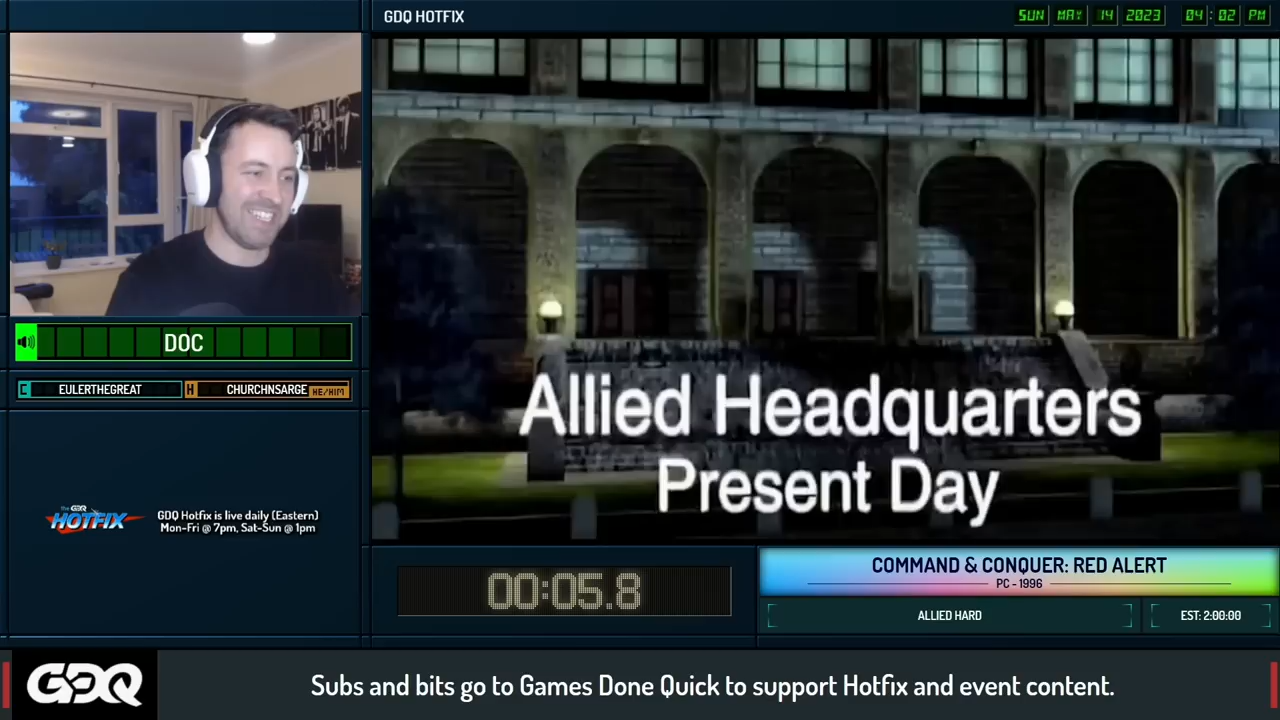 GDQ HOTFIX
SUN MAY 14 2023 04:02 PM
Allied Headquarters
Present Day
DOC
C EULERTHEGREAT H CHURCHNSARGE HE/HIM
the GDQ
HOTFIX
GDQ Hotfix is live daily (Eastern)
Mon-Fri @ 7pm, Sat-Sun @ 1pm
00:05.8
COMMAND & CONQUER: RED ALERT
PC - 1996
ALLIED HARD
EST: 2:00:00
GDQ
Subs and bits go to Games Done Quick to support Hotfix and event content.